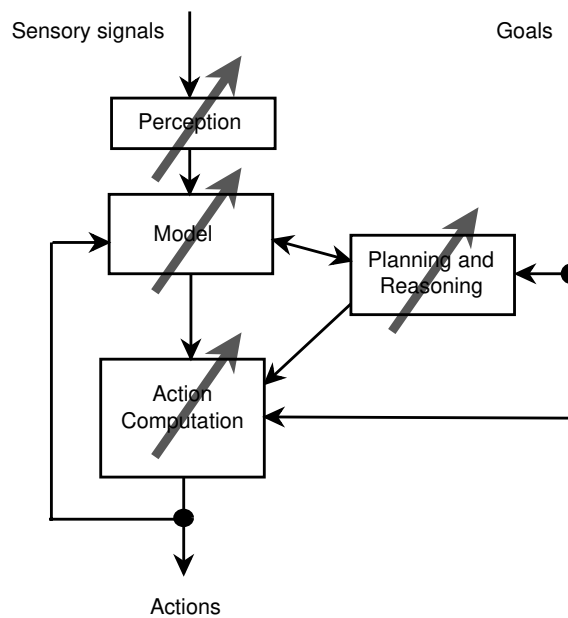 Sensory signals
Goals
Perception
Model
Planning and
Reasoning
Action
Computation
Actions